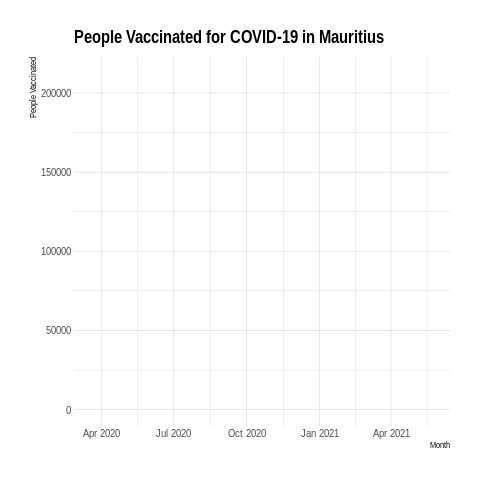 People Vaccinated for COVID-19 in Mauritius
People Vaccinated
200000
150000
100000
50000
0
Apr 2020 Jul 2020 Oct 2020 Jan 2021 Apr 2021
Month